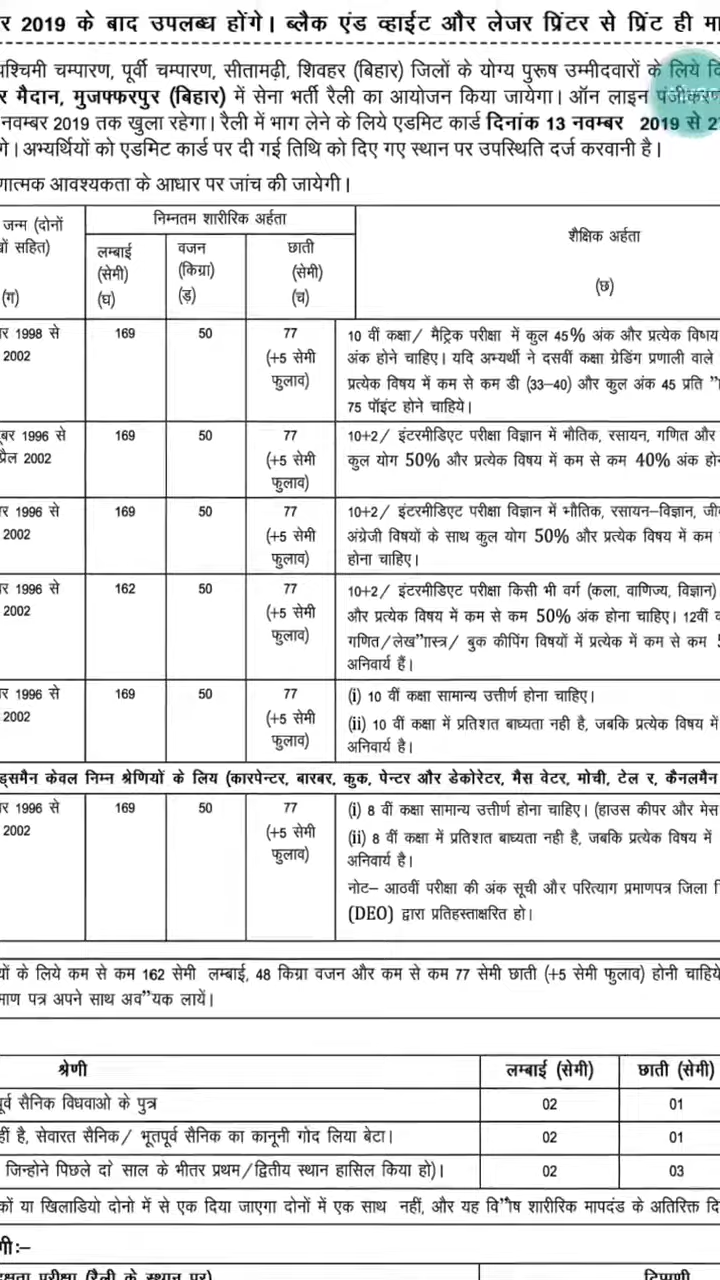 र 2019 के बाद उपलब्ध होंगे। ब्लैक एंड व्हाईट और लेजर प्रिंटर से प्रिंट ही मा
पश्चिमी चम्पारण, पूर्वी चम्पारण, सीतामढ़ी, शिवहर (बिहार) जिलों के योग्य पुरूष उम्मीदवारों के लिये दि
र मैदान, मुजफ्फरपुर (बिहार) में सेना भर्ती रैली का आयोजन किया जायेगा। ऑन लाइन पंजीकरण
नवम्बर 2019 तक खुला रहेगा। रैली में भाग लेने के लिये एडमिट कार्ड दिनांक 13 नवम्बर 2019 से 2
गे। अभ्यर्थियों को एडमिट कार्ड पर दी गई तिथि को दिए गए स्थान पर उपस्थिति दर्ज करवानी है।
णात्मक आवश्यकता के आधार पर जांच की जायेगी।
जन्म (दोनों
ों सहित)
(ग)
निम्नतम शारीरिक अर्हता
लम्बाई
(सेमी)
(घ)
वजन
(किग्रा)
(ड़)
छाती
(सेमी)
(च)
शैक्षिक अर्हता
(छ)
र 1998 से
2002
169
50
77
(+5 सेमी
फुलाव)
10 वीं कक्षा/ मैट्रिक परीक्षा में कुल 45% अंक और प्रत्येक विषय
अंक होने चाहिए। यदि अभ्यर्थी ने दसवीं कक्षा ग्रेडिंग प्रणाली वाले
प्रत्येक विषय में कम से कम डी (33–40) और कुल अंक 45 प्रति ”
75 पॉइंट होने चाहिये।
बर 1996 से
प्रैल 2002
169
50
77
(+5 सेमी
फुलाव)
10+2/ इंटरमीडिएट परीक्षा विज्ञान में भौतिक, रसायन, गणित और
कुल योग 50% और प्रत्येक विषय में कम से कम 40% अंक हो
र 1996 से
2002
169
50
77
(+5 सेमी
फुलाव)
10+2/ इंटरमीडिएट परीक्षा विज्ञान में भौतिक, रसायन–विज्ञान, जी
अंग्रेजी विषयों के साथ कुल योग 50% और प्रत्येक विषय में कम
होना चाहिए।
र 1996 से
2002
162
50
77
(+5 सेमी
फुलाव)
10+2/ इंटरमीडिएट परीक्षा किसी भी वर्ग (कला, वाणिज्य, विज्ञान)
और प्रत्येक विषय में कम से कम 50% अंक होना चाहिए। 12वीं क
गणित/लेख”ास्त्र/ बुक कीपिंग विषयों में प्रत्येक में कम से कम 5
अनिवार्य हैं।
र 1996 से
2002
169
50
77
(+5 सेमी
फुलाव)
(i) 10 वीं कक्षा सामान्य उत्तीर्ण होना चाहिए।
(ii) 10 वीं कक्षा में प्रतिशत बाध्यता नही है, जबकि प्रत्येक विषय में
अनिवार्य है।
ड्समैन केवल निम्न श्रेणियों के लिय (कारपेन्टर, बारबर, कुक, पेन्टर और डेकोरेटर, मैस वेटर, मोची, टेल र, कैनलमैन
र 1996 से
2002
169
50
77
(+5 सेमी
फुलाव)
(i) 8 वीं कक्षा सामान्य उत्तीर्ण होना चाहिए। (हाउस कीपर और मेस
(ii) 8 वीं कक्षा में प्रतिशत बाध्यता नही है, जबकि प्रत्येक विषय में
अनिवार्य है।
नोट– आठवीं परीक्षा की अंक सूची और परित्याग प्रमाणपत्र जिला शि
(DEO) द्वारा प्रतिहस्ताक्षरित हो।
यों के लिये कम से कम 162 सेमी लम्बाई, 48 किग्रा वजन और कम से कम 77 सेमी छाती (+5 सेमी फुलाव) होनी चाहिये
माण पत्र अपने साथ अव”यक लायें।
श्रेणी
लम्बाई (सेमी)
छाती (सेमी)
पूर्व सैनिक विधवाओ के पुत्र
02
01
हीं है, सेवारत सैनिक/ भूतपूर्व सैनिक का कानूनी गोद लिया बेटा।
02
01
जिन्होने पिछले दो साल के भीतर प्रथम/द्वितीय स्थान हासिल किया हो)।
02
03
कों या खिलाडियो दोनो में से एक दिया जाएगा दोनों में एक साथ नहीं, और यह वि”ोष शारीरिक मापदंड के अतिरिक्त दि
गी:–
दक्षता परीक्षा (रैली के स्थान पर)
टिप्पणी